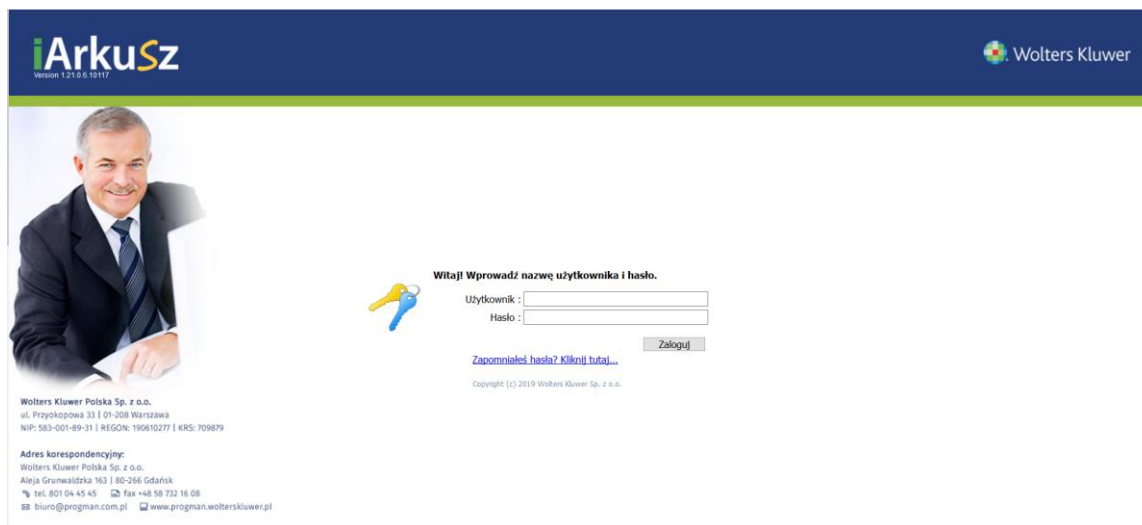 iArkuSz
Version 1.21.0.6.10117
Wolters Kluwer
Witaj! Wprowadź nazwę użytkownika i hasło.
Użytkownik :
Hasło :
Zaloguj
Zapomniałeś hasła? Kliknij tutaj...
Copyright (c) 2019 Wolters Kluwer Sp. z o.o.
Wolters Kluwer Polska Sp. z o.o.
ul. Przyokopowa 33 | 01-208 Warszawa
NIP: 583-001-89-31 | REGON: 190610277 | KRS: 709879
Adres korespondencyjny:
Wolters Kluwer Polska Sp. z o.o.
Aleja Grunwaldzka 163 | 80-266 Gdańsk
tel. 801 04 45 45 fax +48 58 732 16 08
biuro@progman.com.pl www.progman.wolterskluwer.pl